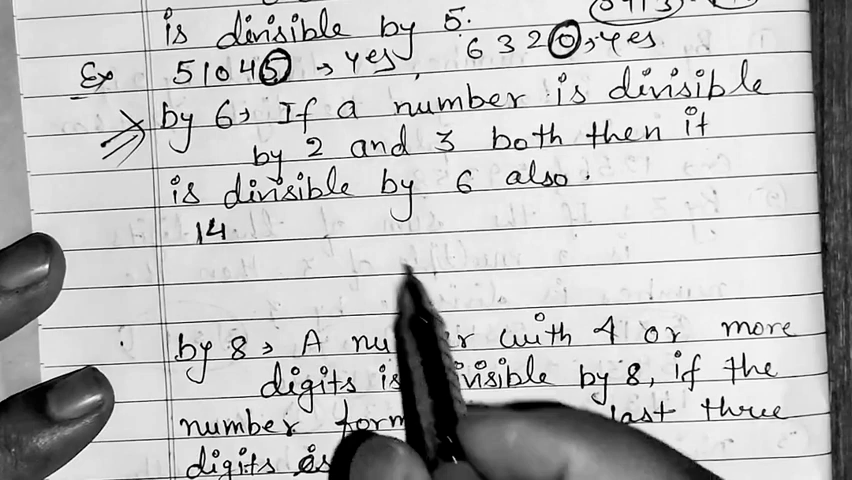 is divisible by 5.
Ex 51045 → yes, 6320, yes
by 6, If a number is divisible
by 2 and 3 both then it
is divisible by 6 also.
14
by 8, A with 4 or more
digits is by 8, if the
number last three
digits is